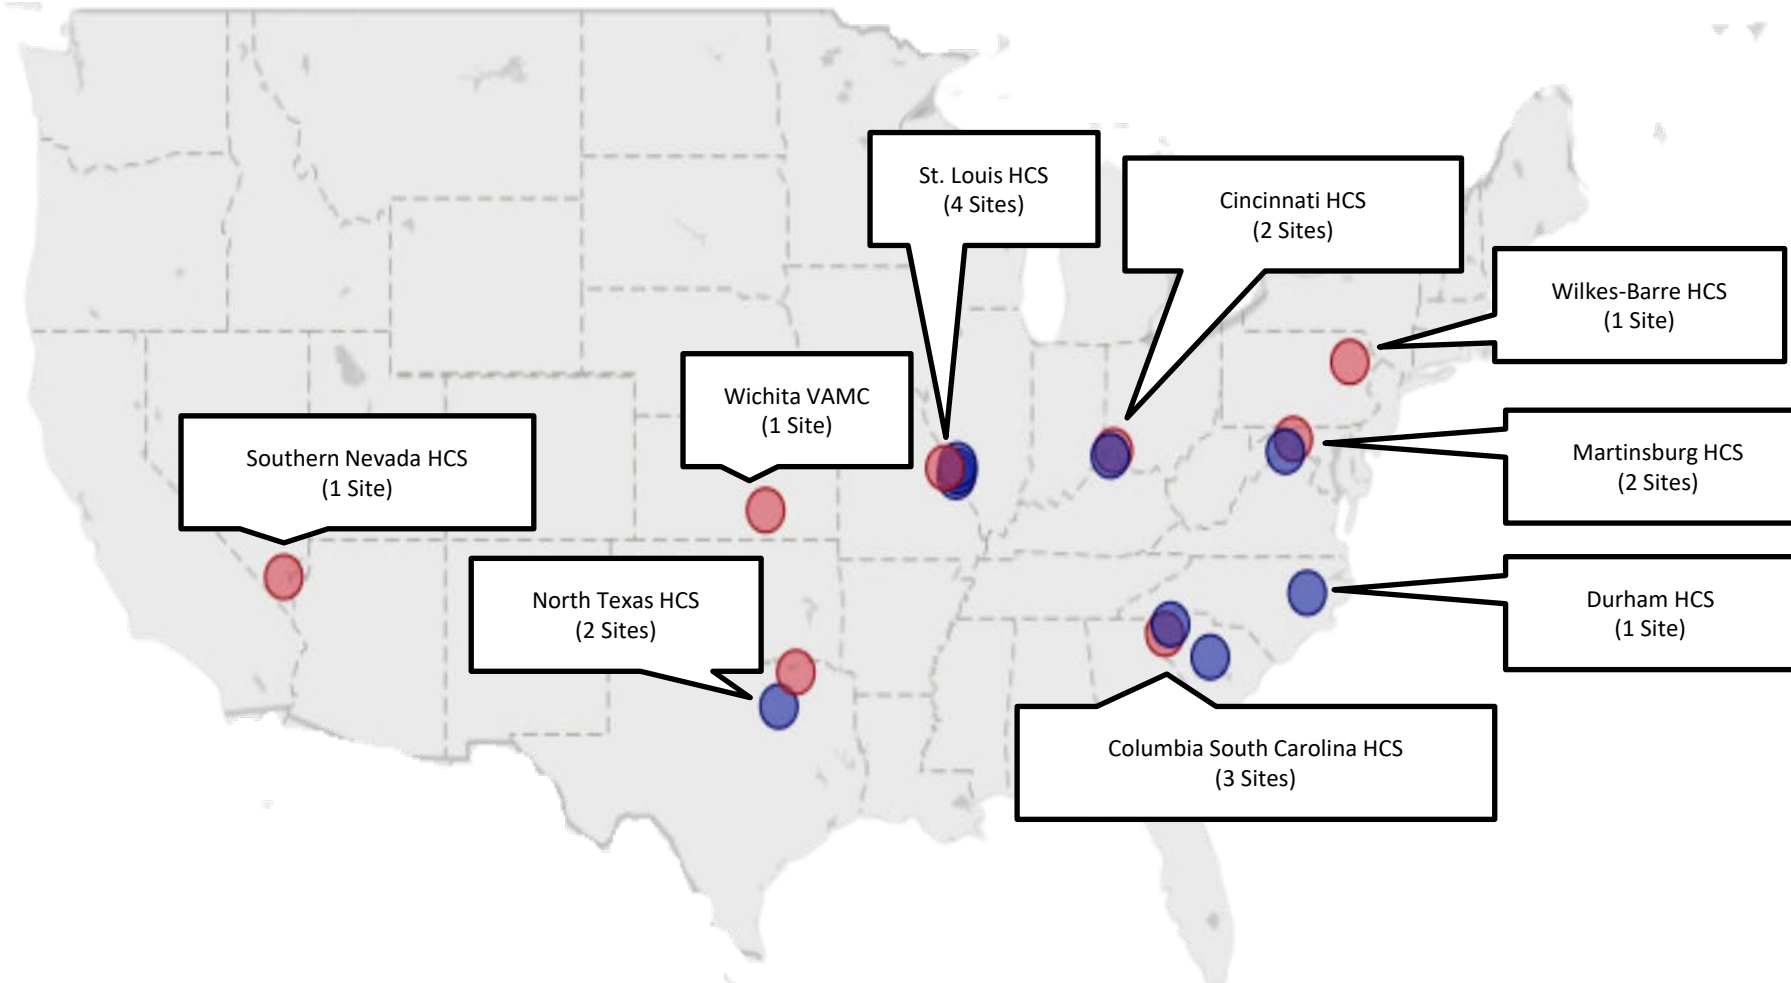 St. Louis HCS
(4 Sites)
Cincinnati HCS
(2 Sites)
Wilkes-Barre HCS
(1 Site)
Wichita VAMC
(1 Site)
Southern Nevada HCS
(1 Site)
Martinsburg HCS
(2 Sites)
North Texas HCS
(2 Sites)
Durham HCS
(1 Site)
Columbia South Carolina HCS
(3 Sites)